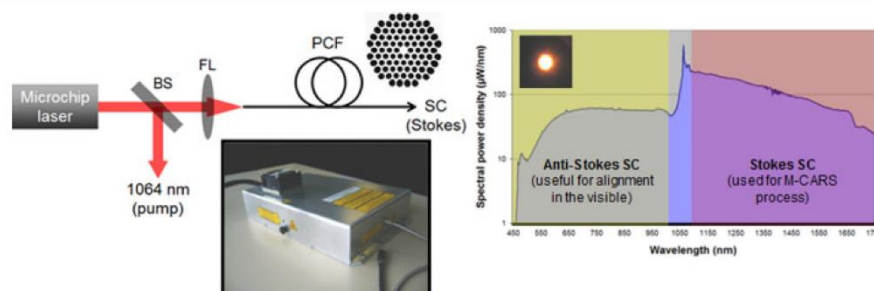 Microchip
laser
BS
FL
PCF
SC
(Stokes)
1064 nm
(pump)
Spectral power density (µW/nm)
1000
100
10
1
Anti-Stokes SC
(useful for alignment
in the visible)
Stokes SC
(used for M-CARS
process)
450 550 650 750 850 950 1050 1150 1250 1350 1450 1550 1650
Wavelength (nm)